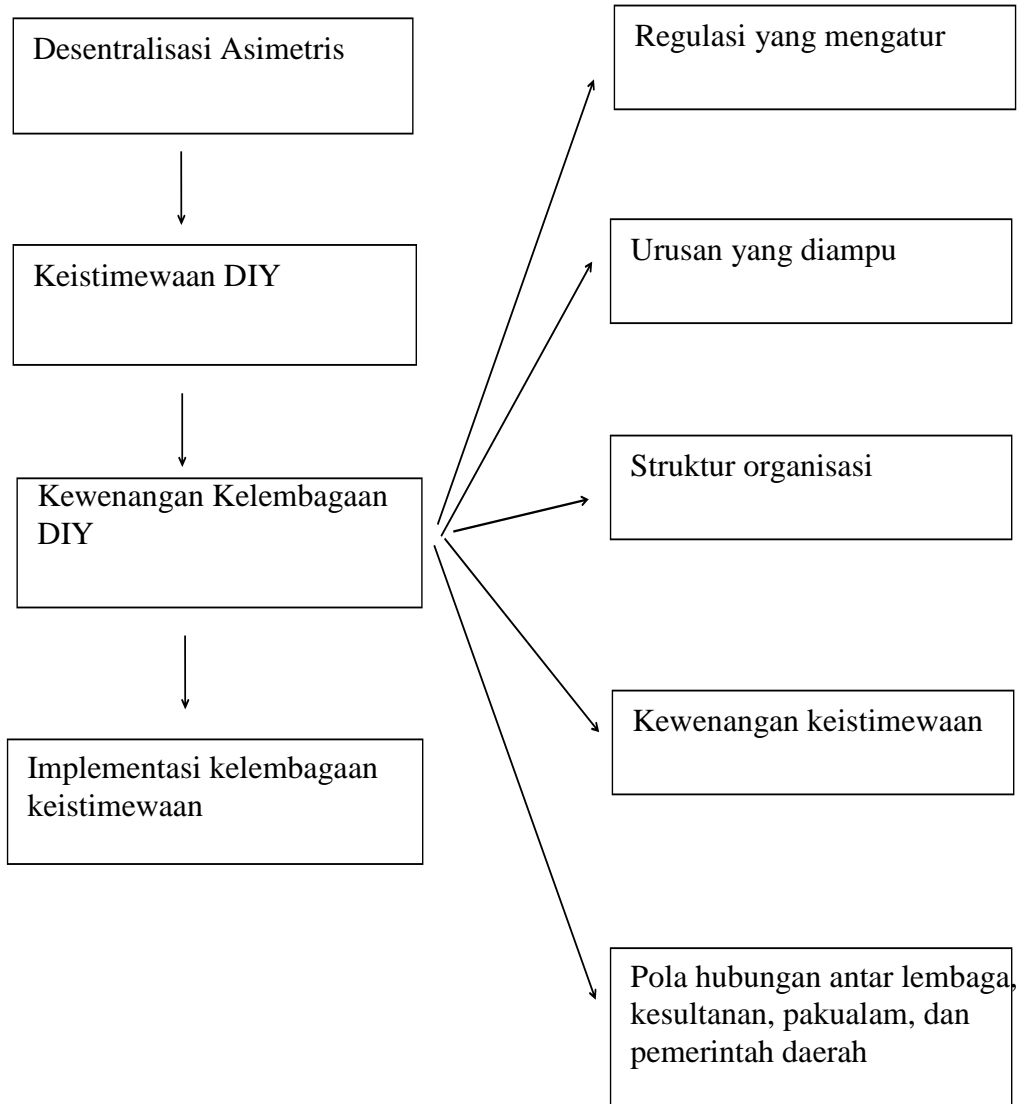 Desentralisasi Asimetris
Keistimewaan DIY
Kewenangan Kelembagaan
DIY
Implementasi kelembagaan
keistimewaan
Regulasi yang mengatur
Urusan yang diampu
Struktur organisasi
Kewenangan keistimewaan
Pola hubungan antar lembaga,
kesultanan, pakualam, dan
pemerintah daerah